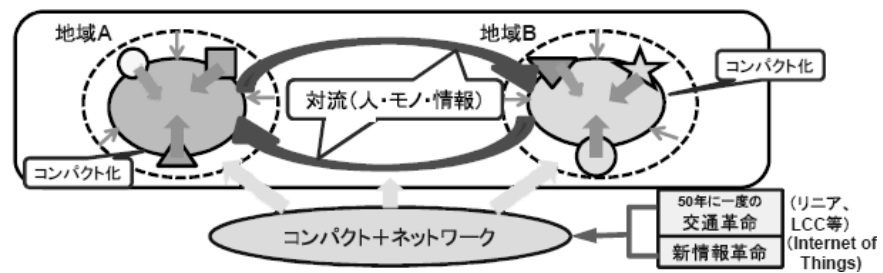 地域A
地域B
コンパクト化
対流(人・モノ・情報)
コンパクト化
コンパクト+ネットワーク
50年に一度の
交通革命
新情報革命
(リニア、
LCC等)
(Internet of
Things)